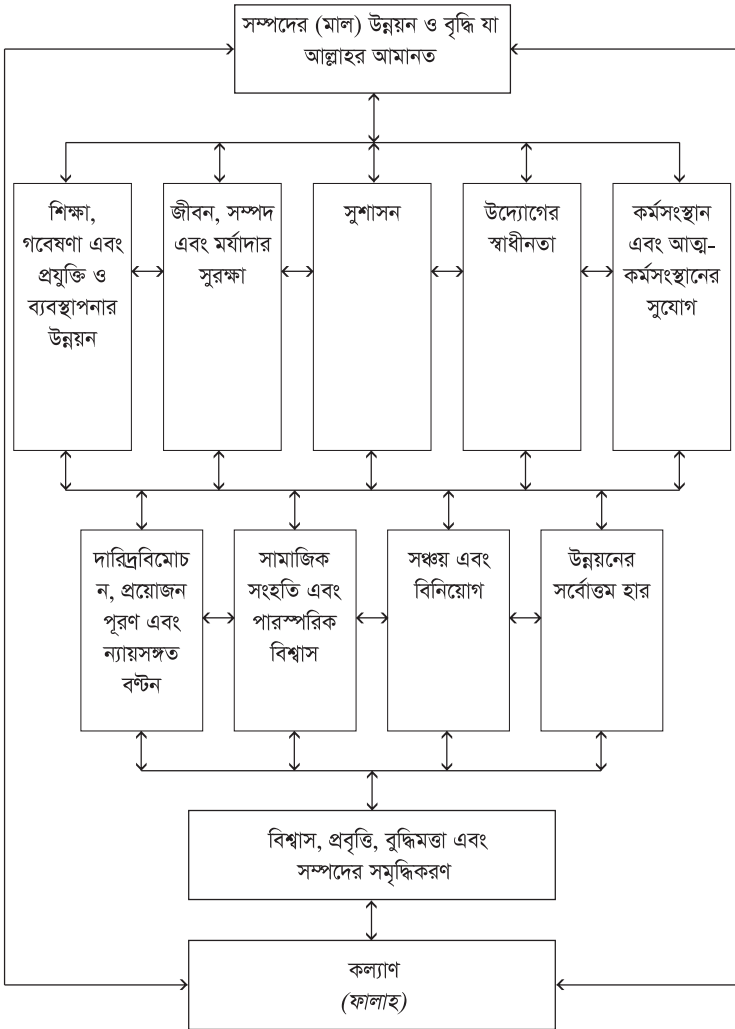 সম্পদের (মাল) উন্নয়ন ও বৃদ্ধি যা
আল্লাহর আমানত
শিক্ষা,
গবেষণা এবং
প্রযুক্তি ও
ব্যবস্থাপনার
উন্নয়ন
জীবন, সম্পদ
এবং মর্যাদার
সুরক্ষা
সুশাসন
উদ্যোগের
স্বাধীনতা
কর্মসংস্থান
এবং আত্ম-
কর্মসংস্থানের
সুযোগ
দারিদ্রবিমোচ
ন, প্রয়োজন
পূরণ এবং
ন্যায়সঙ্গত
বণ্টন
সামাজিক
সংহতি এবং
পারস্পরিক
বিশ্বাস
সঞ্চয় এবং
বিনিয়োগ
উন্নয়নের
সর্বোত্তম হার
বিশ্বাস, প্রবৃত্তি, বুদ্ধিমত্তা এবং
সম্পদের সমৃদ্ধিকরণ
কল্যাণ
(ফালাহ)